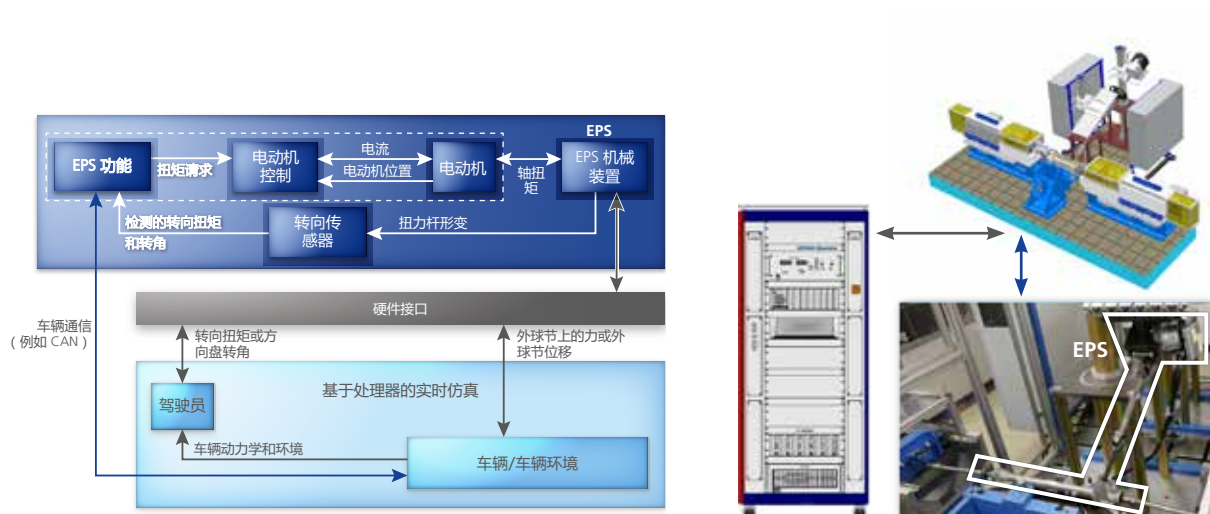 EPS
EPS 功能
扭矩请求
电动机
控制
电流
电动机位置
电动机
轴扭
矩
EPS 机械
装置
检测的转向扭矩
和转角
转向传
感器
扭力杆形变
硬件接口
车辆通信
(例如 CAN)
转向扭矩或方
向盘转角
外球节上的力或外
球节位移
基于处理器的实时仿真
驾驶员
车辆动力学和环境
车辆/车辆环境
EPS